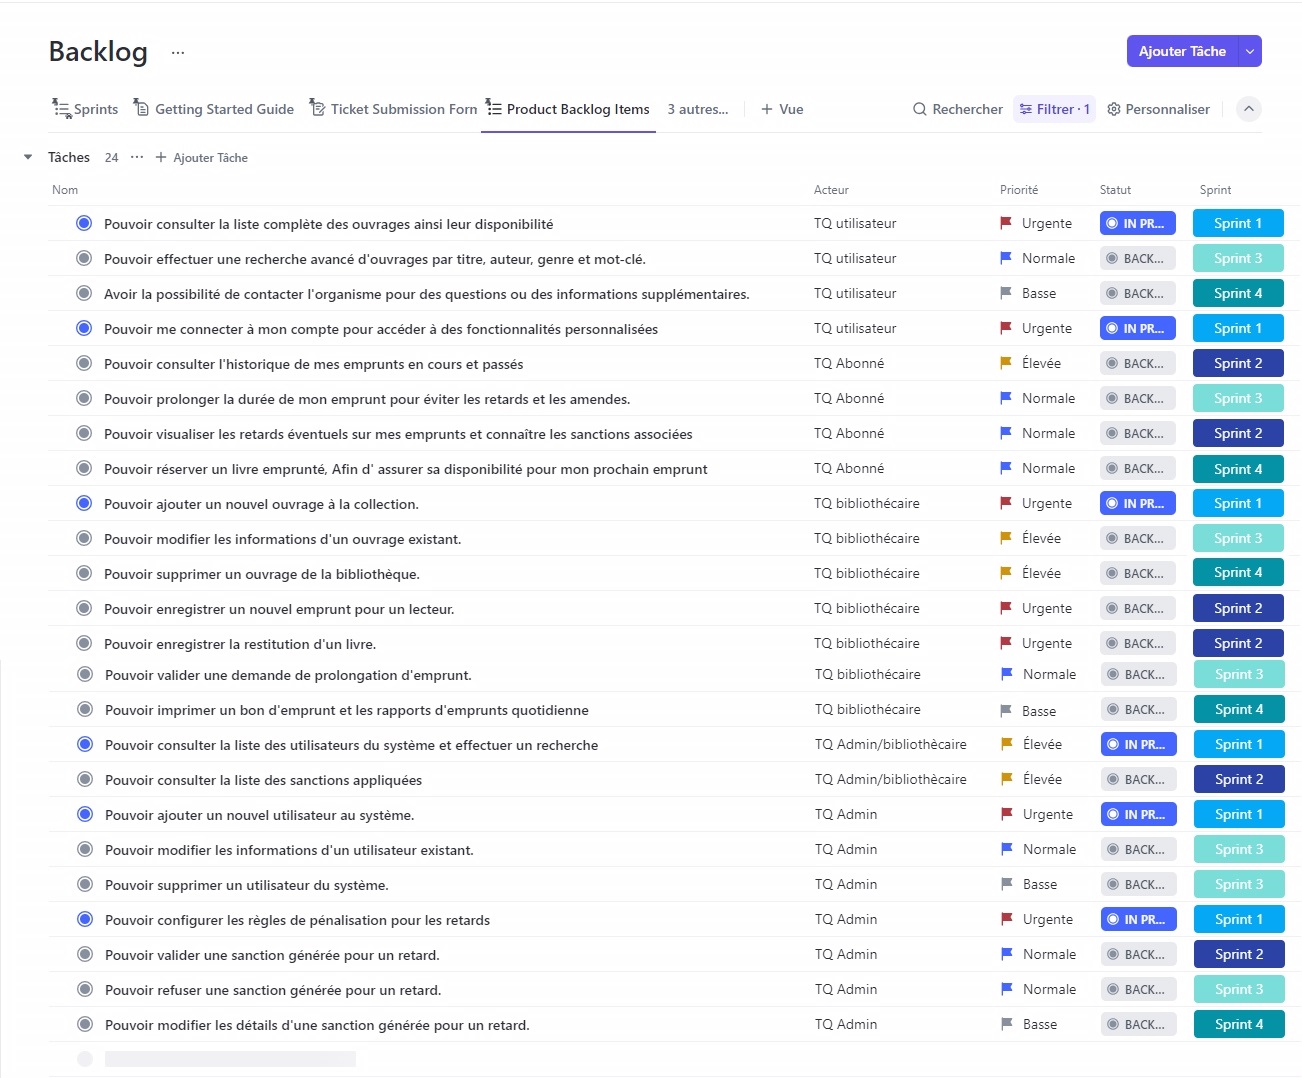 Backlog ...
Ajouter Tâche
Sprints Getting Started Guide Ticket Submission Forn Product Backlog Items 3 autres... + Vue Rechercher Filtrer · 1 Personnaliser
Tâches 24 ... + Ajouter Tâche
Nom Acteur Priorité Statut Sprint
Pouvoir consulter la liste complète des ouvrages ainsi leur disponibilité TQ utilisateur Urgente IN PR... Sprint 1
Pouvoir effectuer une recherche avancé d'ouvrages par titre, auteur, genre et mot-clé. TQ utilisateur Normale BACK... Sprint 3
Avoir la possibilité de contacter l'organisme pour des questions ou des informations supplémentaires. TQ utilisateur Basse BACK... Sprint 4
Pouvoir me connecter à mon compte pour accéder à des fonctionnalités personnalisées TQ utilisateur Urgente IN PR... Sprint 1
Pouvoir consulter l'historique de mes emprunts en cours et passés TQ Abonné Élevée BACK... Sprint 2
Pouvoir prolonger la durée de mon emprunt pour éviter les retards et les amendes. TQ Abonné Normale BACK... Sprint 3
Pouvoir visualiser les retards éventuels sur mes emprunts et connaître les sanctions associées TQ Abonné Normale BACK... Sprint 2
Pouvoir réserver un livre emprunté, Afin d' assurer sa disponibilité pour mon prochain emprunt TQ Abonné Normale BACK... Sprint 4
Pouvoir ajouter un nouvel ouvrage à la collection. TQ bibliothécaire Urgente IN PR... Sprint 1
Pouvoir modifier les informations d'un ouvrage existant. TQ bibliothécaire Élevée BACK... Sprint 3
Pouvoir supprimer un ouvrage de la bibliothèque. TQ bibliothécaire Élevée BACK... Sprint 4
Pouvoir enregistrer un nouvel emprunt pour un lecteur. TQ bibliothécaire Urgente BACK... Sprint 2
Pouvoir enregistrer la restitution d'un livre. TQ bibliothécaire Urgente BACK... Sprint 2
Pouvoir valider une demande de prolongation d'emprunt. TQ bibliothécaire Normale BACK... Sprint 3
Pouvoir imprimer un bon d'emprunt et les rapports d'emprunts quotidienne TQ bibliothécaire Basse BACK... Sprint 4
Pouvoir consulter la liste des utilisateurs du système et effectuer un recherche TQ Admin/bibliothècaire Élevée IN PR... Sprint 1
Pouvoir consulter la liste des sanctions appliquées TQ Admin/bibliothècaire Élevée BACK... Sprint 2
Pouvoir ajouter un nouvel utilisateur au système. TQ Admin Urgente IN PR... Sprint 1
Pouvoir modifier les informations d'un utilisateur existant. TQ Admin Normale BACK... Sprint 3
Pouvoir supprimer un utilisateur du système. TQ Admin Basse BACK... Sprint 3
Pouvoir configurer les règles de pénalisation pour les retards TQ Admin Urgente IN PR... Sprint 1
Pouvoir valider une sanction générée pour un retard. TQ Admin Normale BACK... Sprint 2
Pouvoir refuser une sanction générée pour un retard. TQ Admin Normale BACK... Sprint 3
Pouvoir modifier les détails d'une sanction générée pour un retard. TQ Admin Basse BACK... Sprint 4